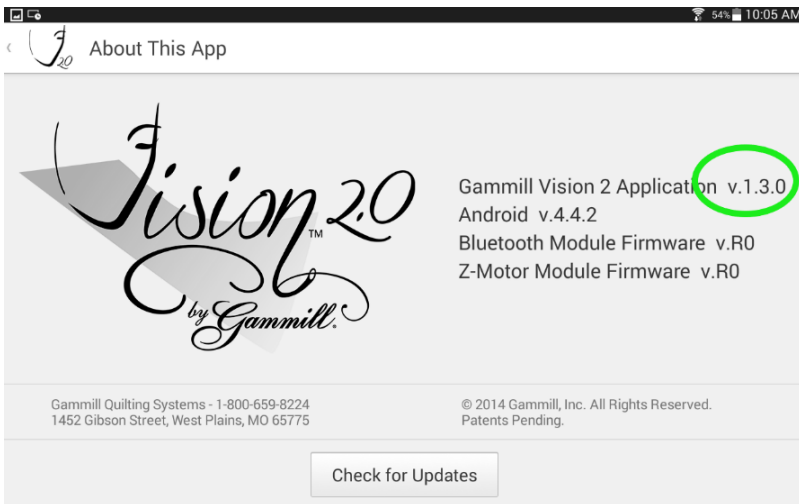 54% 10:05 AM
2.0 About This App
Vision 2.0
TM
by Gammill.
Gammill Vision 2 Application v.1.3.0
Android v.4.4.2
Bluetooth Module Firmware v.R0
Z-Motor Module Firmware v.R0
Gammill Quilting Systems - 1-800-659-8224
1452 Gibson Street, West Plains, MO 65775
© 2014 Gammill, Inc. All Rights Reserved.
Patents Pending.
Check for Updates